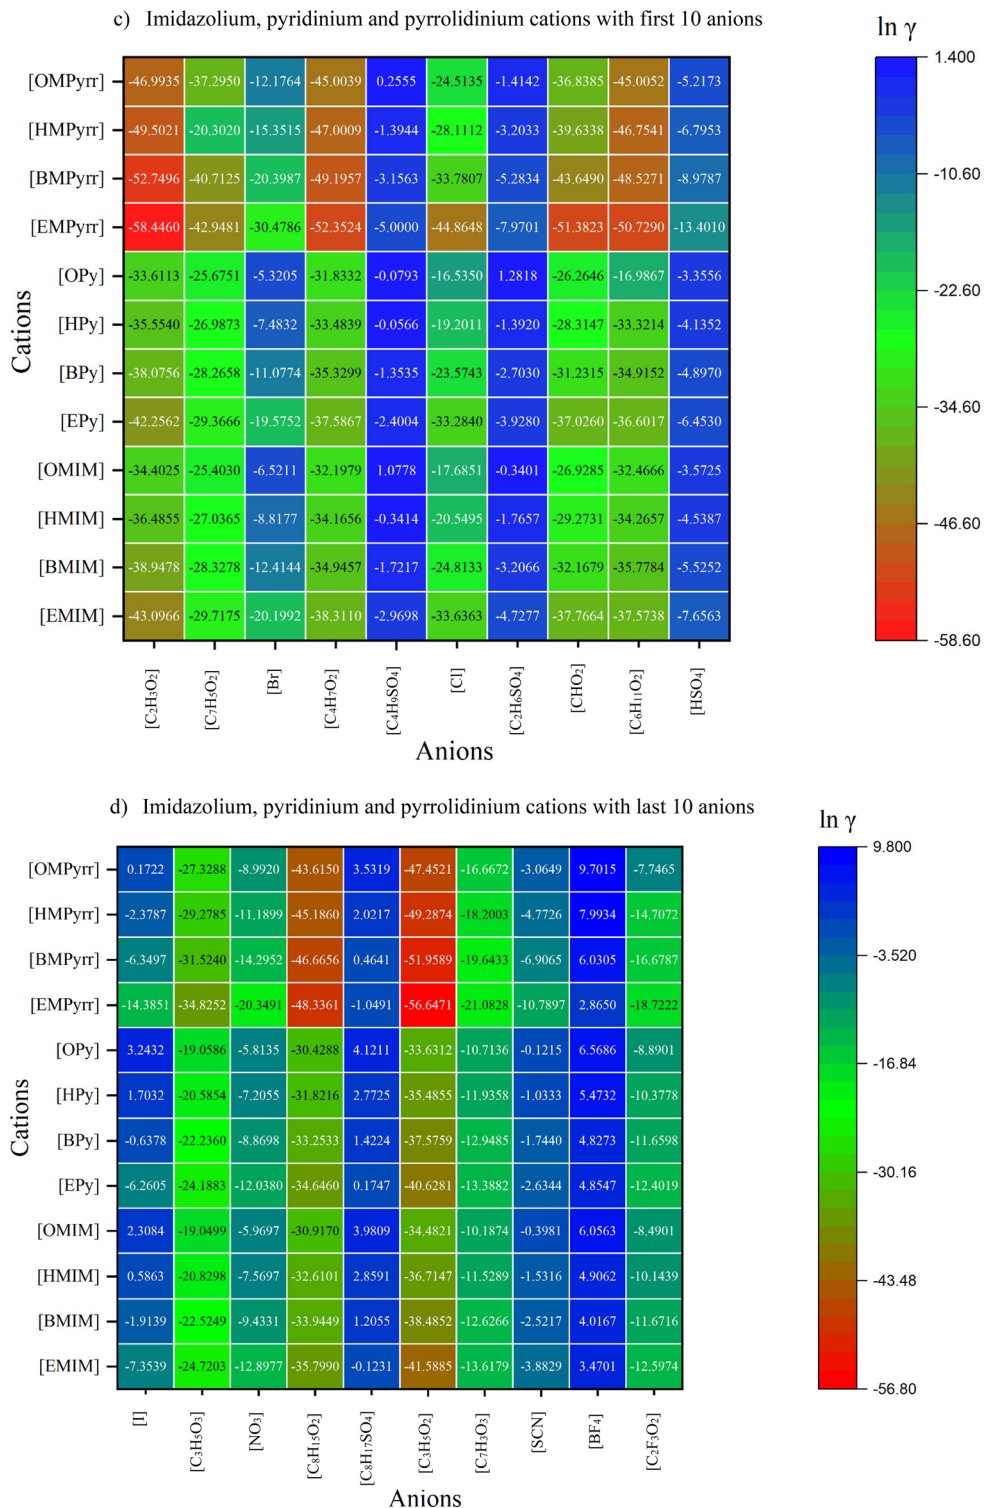 c) Imidazolium, pyridinium and pyrrolidinium cations with first 10 anions
ln γ
[OMPyrr] -46.9935 -37.2950 -12.1764 -45.0039 0.2555 -24.5135 -1.4142 -36.8385 -45.0052 -5.2173
[HMPyrr] -49.5021 -20.3020 -15.3515 -47.0009 -1.3944 -28.1112 -3.2033 -39.6338 -46.7541 -6.7953
[BMPyrr] -52.7496 -40.7125 -20.3987 -49.1957 -3.1563 -33.7807 -5.2834 -43.6490 -48.5271 -8.9787
[EMPyrr] -58.4460 -42.9481 -30.4786 -52.3524 -5.0000 -44.8648 -7.9701 -51.3823 -50.7290 -13.4010
[OPy] -33.6113 -25.6751 -5.3205 -31.8332 -0.0793 -16.5350 1.2818 -26.2646 -16.9867 -3.3556
[HPy] -35.5540 -26.9873 -7.4832 -33.4839 -0.0566 -19.2011 -1.3920 -28.3147 -33.3214 -4.1352
[BPy] -38.0756 -28.2658 -11.0774 -35.3299 -1.3535 -23.5743 -2.7030 -31.2315 -34.9152 -4.8970
[EPy] -42.2562 -29.3666 -19.5752 -37.5867 -2.4004 -33.2840 -3.9280 -37.0260 -36.6017 -6.4530
[OMIM] -34.4025 -25.4030 -6.5211 -32.1979 1.0778 -17.6851 -0.3401 -26.9285 -32.4666 -3.5725
[HMIM] -36.4855 -27.0365 -8.8177 -34.1656 -0.3414 -20.5495 -1.7657 -29.2731 -34.2657 -4.5387
[BMIM] -38.9478 -28.3278 -12.4144 -34.9457 -1.7217 -24.8133 -3.2066 -32.1679 -35.7784 -5.5252
[EMIM] -43.0966 -29.7175 -20.1992 -38.3110 -2.9698 -33.6363 -4.7277 -37.7664 -37.5738 -7.6563
Cations
[C₂H₃O₂] [C₇H₅O₂] [Br] [C₄H₇O₂] [C₄H₉SO₄] [Cl] [C₂H₆SO₄] [CHO₂] [C₆H₁₁O₂] [HSO₄]
Anions
1.400
-10.60
-22.60
-34.60
-46.60
-58.60
d) Imidazolium, pyridinium and pyrrolidinium cations with last 10 anions
ln γ
[OMPyrr] 0.1722 -27.3288 -8.9920 -43.6150 3.5319 -47.4521 -16.6672 -3.0649 9.7015 -7.7465
[HMPyrr] -2.3787 -29.2785 -11.1899 -45.1860 2.0217 -49.2874 -18.2003 -4.7726 7.9934 -14.7072
[BMPyrr] -6.3497 -31.5240 -14.2952 -46.6656 0.4641 -51.9589 -19.6433 -6.9065 6.0305 -16.6787
[EMPyrr] -14.3851 -34.8252 -20.3491 -48.3361 -1.0491 -56.6471 -21.0828 -10.7897 2.8650 -18.7222
[OPy] 3.2432 -19.0586 -5.8135 -30.4288 4.1211 -33.6312 -10.7136 -0.1215 6.5686 -8.8901
[HPy] 1.7032 -20.5854 -7.2055 -31.8216 2.7725 -35.4855 -11.9358 -1.0333 5.4732 -10.3778
[BPy] -0.6378 -22.2360 -8.8698 -33.2533 1.4224 -37.5759 -12.9485 -1.7440 4.8273 -11.6598
[EPy] -6.2605 -24.1883 -12.0380 -34.6460 0.1747 -40.6281 -13.3882 -2.6344 4.8547 -12.4019
[OMIM] 2.3084 -19.0499 -5.9697 -30.9170 3.9809 -34.4821 -10.1874 -0.3981 6.0563 -8.4901
[HMIM] 0.5863 -20.8298 -7.5697 -32.6101 2.8591 -36.7147 -11.5289 -1.5316 4.9062 -10.1439
[BMIM] -1.9139 -22.5249 -9.4331 -33.9449 1.2055 -38.4852 -12.6266 -2.5217 4.0167 -11.6716
[EMIM] -7.3539 -24.7203 -12.8977 -35.7990 -0.1231 -41.5885 -13.6179 -3.8829 3.4701 -12.5974
Cations
[I] [C₃H₅O₃] [NO₃] [C₈H₁₅O₂] [C₈H₁₇SO₄] [C₃H₅O₂] [C₇H₃O₃] [SCN] [BF₄] [C₂F₃O₂]
Anions
9.800
-3.520
-16.84
-30.16
-43.48
-56.80